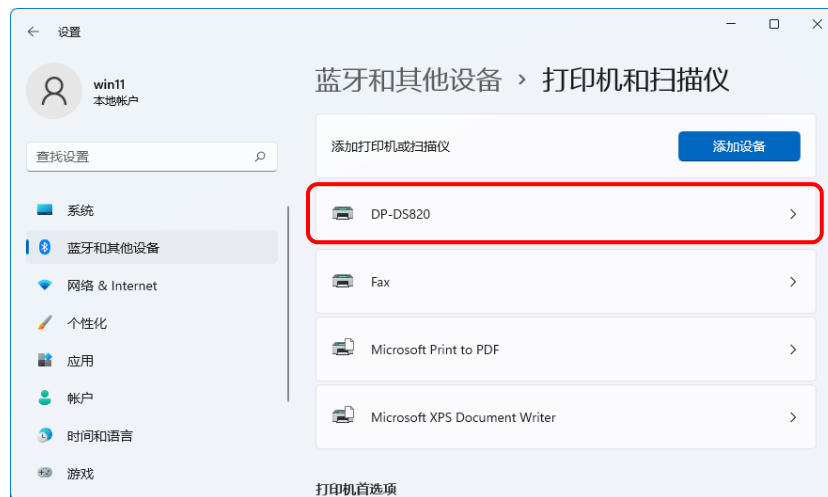 设置
win11
本地帐户
查找设置
系统
蓝牙和其他设备
网络 & Internet
个性化
应用
帐户
时间和语言
游戏
蓝牙和其他设备 › 打印机和扫描仪
添加打印机或扫描仪
添加设备
DP-DS820
Fax
Microsoft Print to PDF
Microsoft XPS Document Writer
打印机首选项